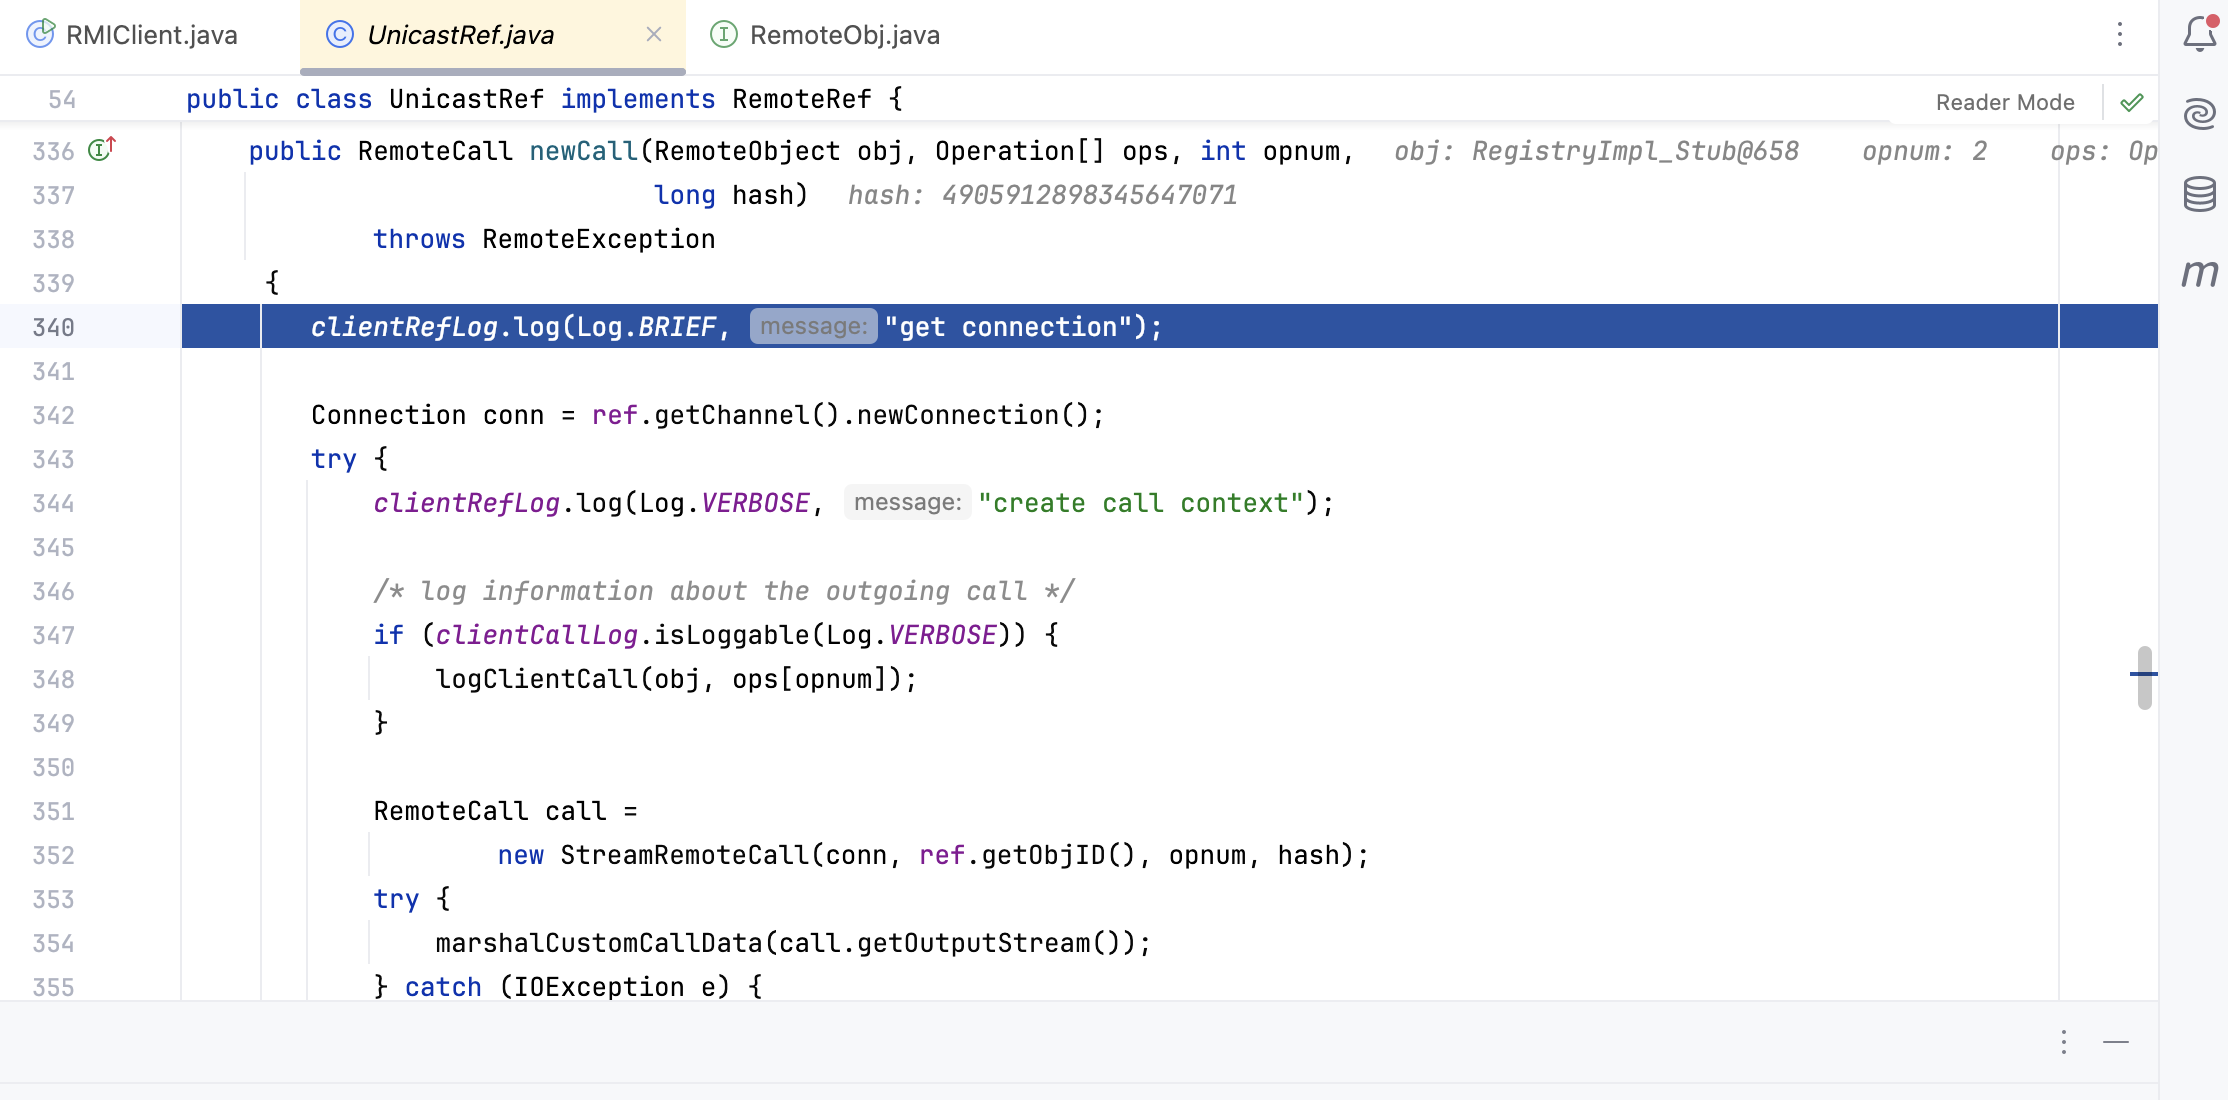 RMIClient.java UnicastRef.java RemoteObj.java
54 public class UnicastRef implements RemoteRef { Reader Mode
336 public RemoteCall newCall(RemoteObject obj, Operation[] ops, int opnum, obj: RegistryImpl_Stub@658 opnum: 2 ops: Op
337 long hash) hash: 4905912898345647071
338 throws RemoteException
339 {
340 clientRefLog.log(Log.BRIEF, message: "get connection");
341
342 Connection conn = ref.getChannel().newConnection();
343 try {
344 clientRefLog.log(Log.VERBOSE, message: "create call context");
345
346 /* log information about the outgoing call */
347 if (clientCallLog.isLoggable(Log.VERBOSE)) {
348 logClientCall(obj, ops[opnum]);
349 }
350
351 RemoteCall call =
352 new StreamRemoteCall(conn, ref.getObjID(), opnum, hash);
353 try {
354 marshalCustomCallData(call.getOutputStream());
355 } catch (IOException e) {